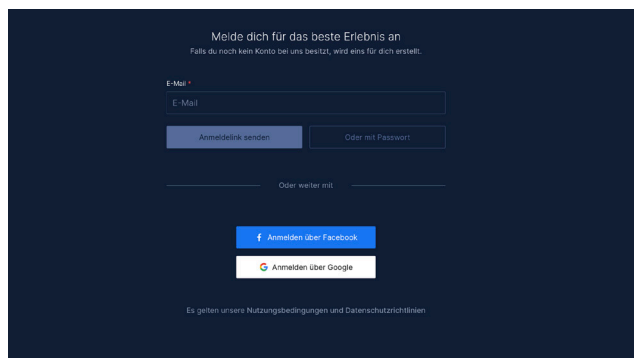 Melde dich für das beste Erlebnis an
Falls du noch kein Konto bei uns besitzt, wird eins für dich erstellt.
E-Mail *
E-Mail
Anmeldelink senden
Oder mit Passwort
Oder weiter mit
Anmelden über Facebook
Anmelden über Google
Es gelten unsere Nutzungsbedingungen und Datenschutzrichtlinien